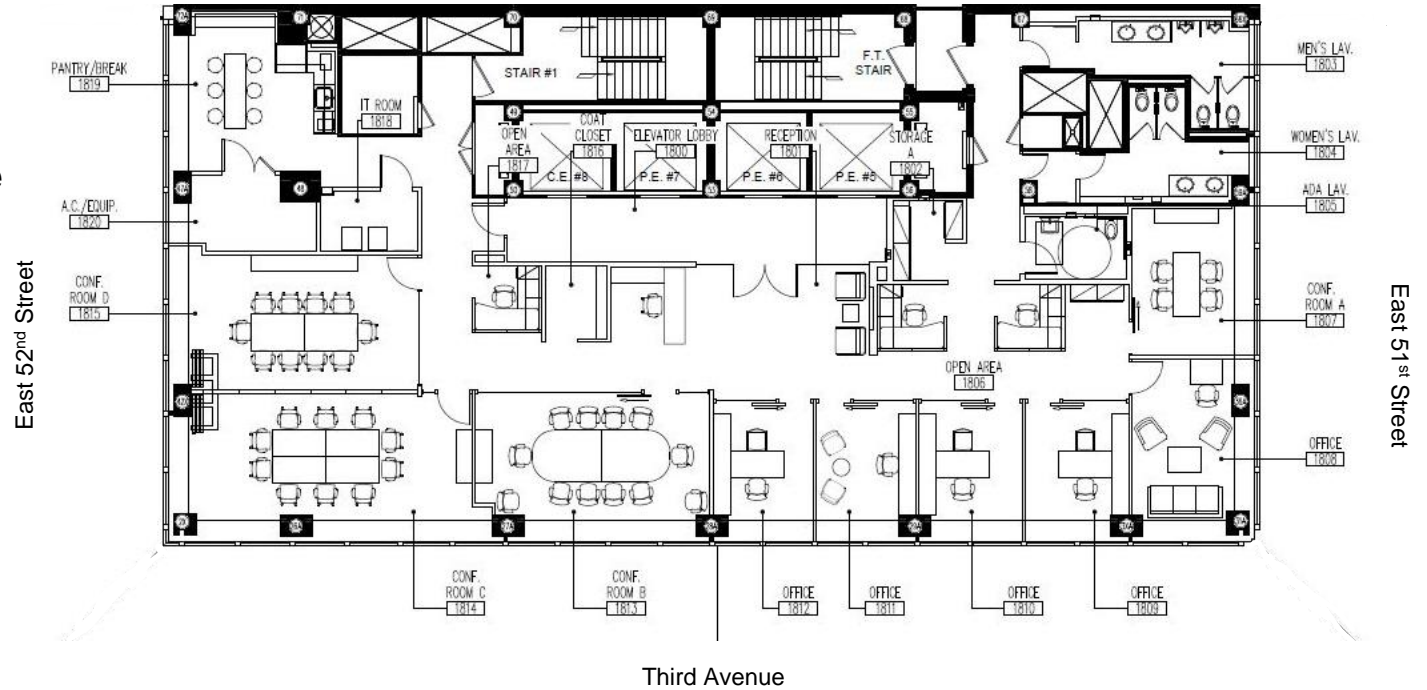 MEN'S LAV.
1803
PANTRY/BREAK
1819
STAIR #1
F.T.
STAIR
IT ROOM
1818
OPEN
AREA
1817
COAT
CLOSET
1816
ELEVATOR LOBBY
1800
RECEPTION
1801
STORAGE
A
1802
WOMEN'S LAV.
1804
C.E. #8
P.E. #7
P.E. #6
P.E. #5
ADA LAV.
1805
A.C./EQUIP.
1820
CONF.
ROOM D
1815
CONF.
ROOM A
1807
East 52nd Street
East 51st Street
OPEN AREA
1806
OFFICE
1808
CONF.
ROOM C
1814
CONF.
ROOM B
1813
OFFICE
1812
OFFICE
1811
OFFICE
1810
OFFICE
1809
Third Avenue